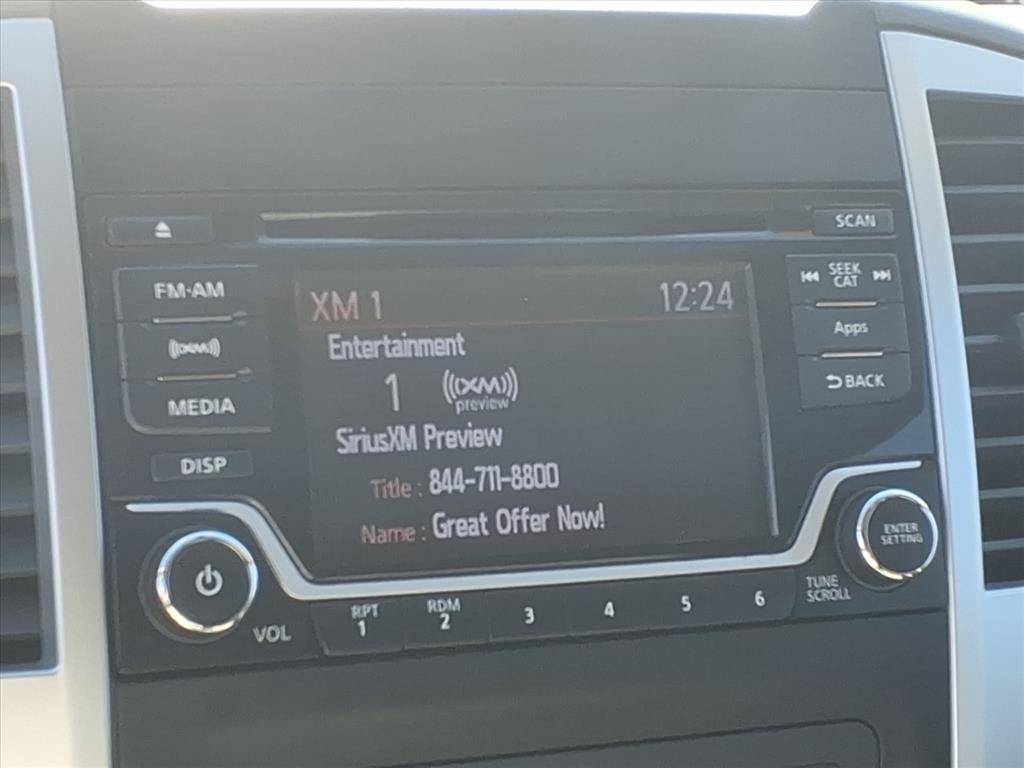 SCAN
FM·AM
SEEK
CAT
XM 1 12:24
Entertainment
Apps
((XM))
1 ((XM))
preview
BACK
MEDIA
SiriusXM Preview
DISP
Title : 844-711-8800
Name : Great Offer Now!
ENTER
SETTING
VOL
RPT
1
RDM
2
3
4
5
6
TUNE
SCROLL